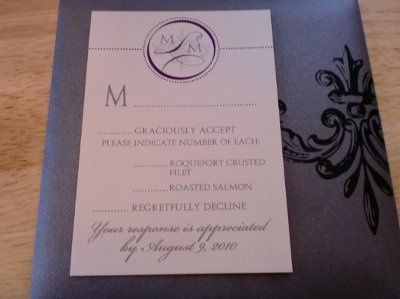 M M
M
GRACIOUSLY ACCEPT
PLEASE INDICATE NUMBER OF EACH:
ROQUEFORT CRUSTED
FILET
ROASTED SALMON
REGRETFULLY DECLINE
Your response is appreciated
by August 9, 2010